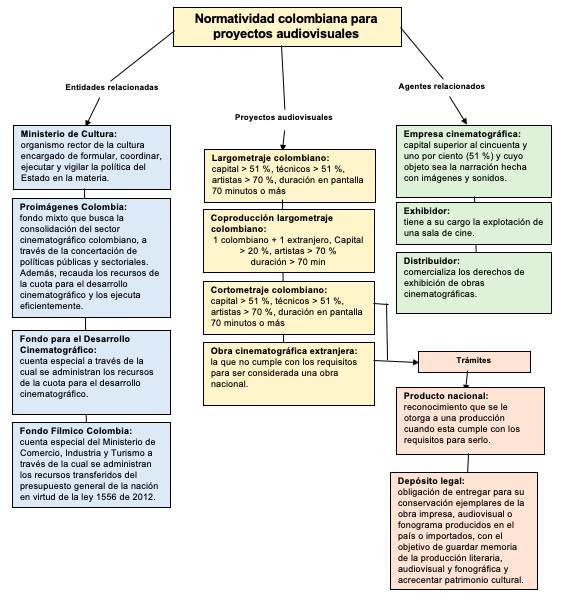 Normatividad colombiana para
proyectos audiovisuales
Entidades relacionadas
Ministerio de Cultura:
organismo rector de la cultura
encargado de formular, coordinar,
ejecutar y vigilar la política del
Estado en la materia.
Proimágenes Colombia:
fondo mixto que busca la
consolidación del sector
cinematográfico colombiano, a
través de la concertación de
políticas públicas y sectoriales.
Además, recauda los recursos de
la cuota para el desarrollo
cinematográfico y los ejecuta
eficientemente.
Fondo para el Desarrollo
Cinematográfico:
cuenta especial a través de la
cual se administran los recursos
de la cuota para el desarrollo
cinematográfico.
Fondo Fílmico Colombia:
cuenta especial del Ministerio de
Comercio, Industria y Turismo a
través de la cual se administran
los recursos transferidos del
presupuesto general de la nación
en virtud de la ley 1556 de 2012.
Proyectos audiovisuales
Largometraje colombiano:
capital > 51 %, técnicos > 51 %,
artistas > 70 %, duración en pantalla
70 minutos o más
Coproducción largometraje
colombiano:
1 colombiano + 1 extranjero, Capital
> 20 %, artistas > 70 %
duración > 70 min
Cortometraje colombiano:
capital > 51 %, técnicos > 51 %,
artistas > 70 %, duración en pantalla
70 minutos o más
Obra cinematográfica extranjera:
la que no cumple con los requisitos
para ser considerada una obra
nacional.
Agentes relacionados
Empresa cinematográfica:
capital superior al cincuenta y
uno por ciento (51 %) y cuyo
objeto sea la narración hecha
con imágenes y sonidos.
Exhibidor:
tiene a su cargo la explotación de
una sala de cine.
Distribuidor:
comercializa los derechos de
exhibición de obras
cinematográficas.
Trámites
Producto nacional:
reconocimiento que se le
otorga a una producción
cuando esta cumple con los
requisitos para serlo.
Depósito legal:
obligación de entregar para su
conservación ejemplares de la
obra impresa, audiovisual o
fonograma producidos en el
país o importados, con el
objetivo de guardar memoria
de la producción literaria,
audiovisual y fonográfica y
acrecentar patrimonio cultural.